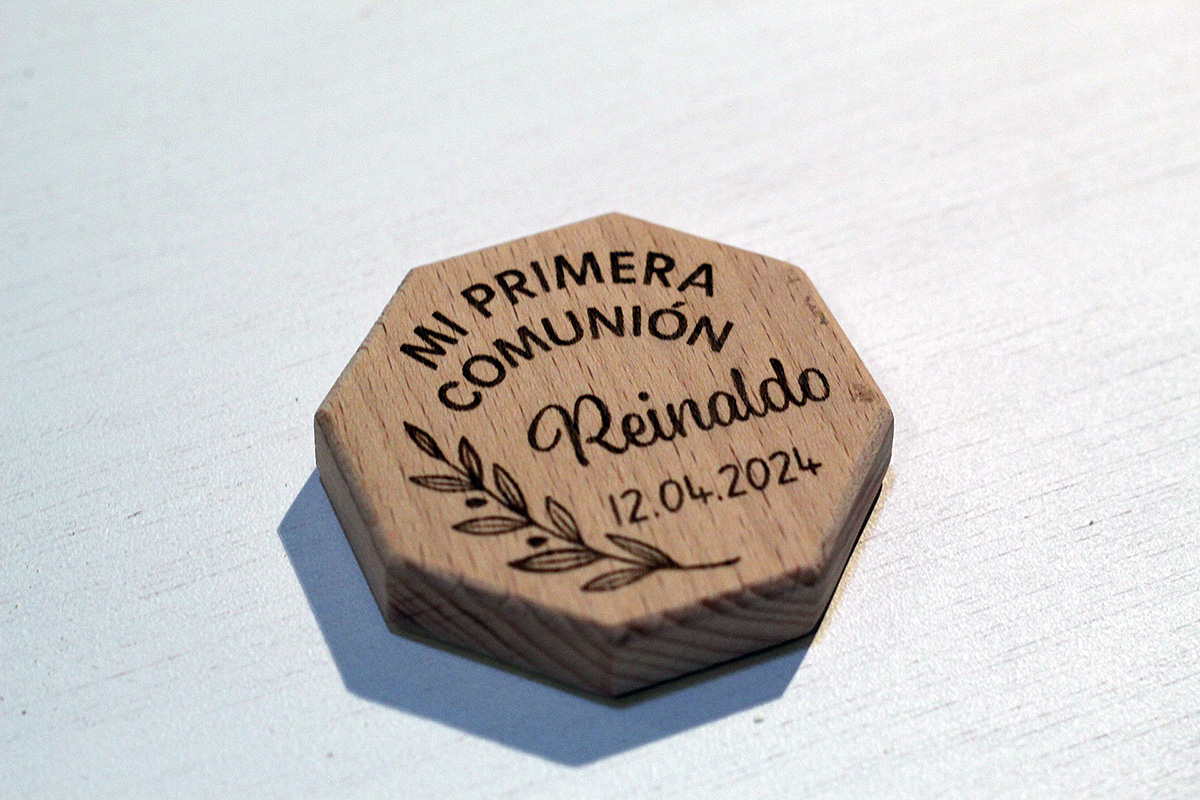 MI PRIMERA
COMUNIÓN
Reinaldo
12.04.2024